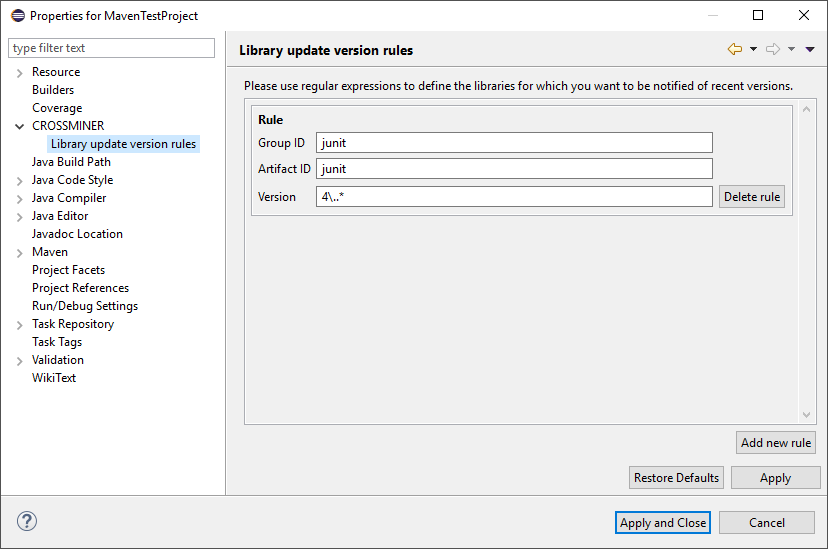 Properties for MavenTestProject
type filter text
Resource
Builders
Coverage
CROSSMINER
Library update version rules
Java Build Path
Java Code Style
Java Compiler
Java Editor
Javadoc Location
Maven
Project Facets
Project References
Run/Debug Settings
Task Repository
Task Tags
Validation
WikiText
Library update version rules
Please use regular expressions to define the libraries for which you want to be notified of recent versions.
Rule
Group ID junit
Artifact ID junit
Version 4\..* Delete rule
Add new rule
Restore Defaults Apply
? Apply and Close Cancel